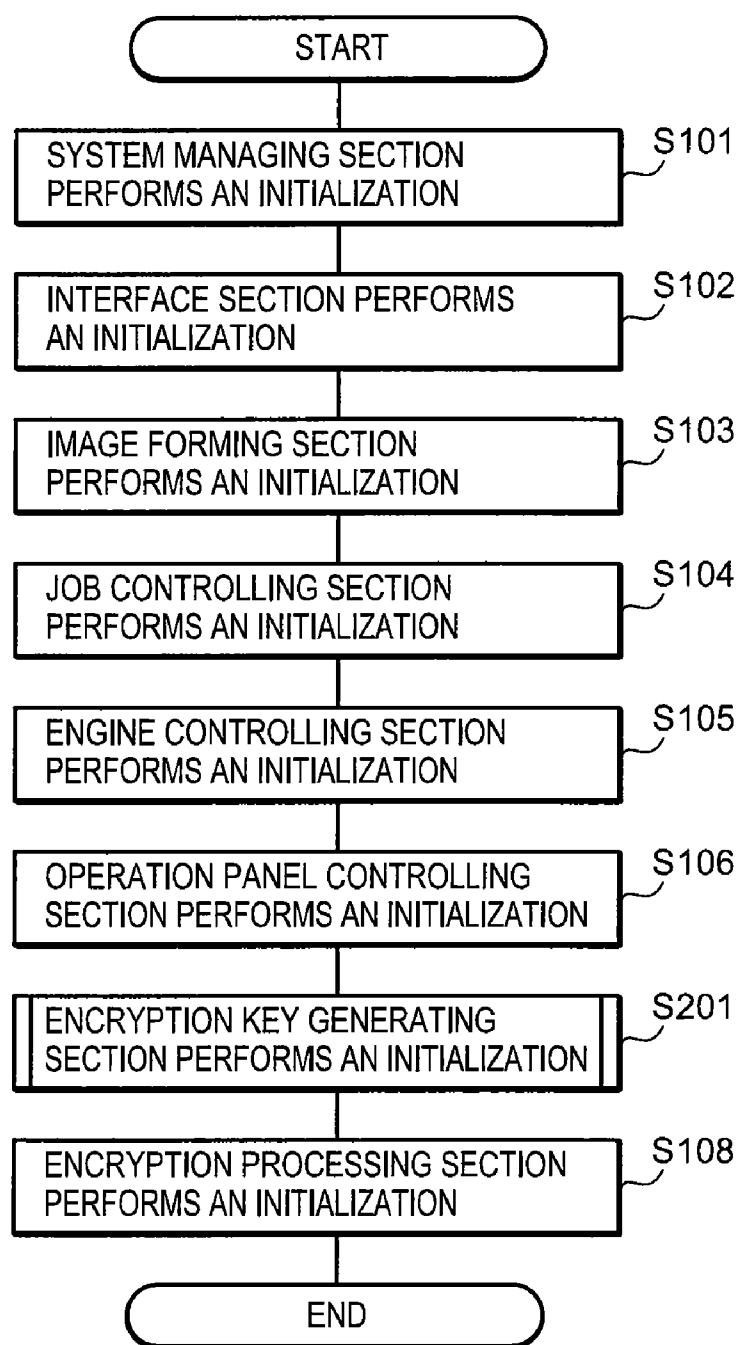 START
SYSTEM MANAGING SECTION
PERFORMS AN INITIALIZATION
S101
INTERFACE SECTION PERFORMS
AN INITIALIZATION
S102
IMAGE FORMING SECTION
PERFORMS AN INITIALIZATION
S103
JOB CONTROLLING SECTION
PERFORMS AN INITIALIZATION
S104
ENGINE CONTROLLING SECTION
PERFORMS AN INITIALIZATION
S105
OPERATION PANEL CONTROLLING
SECTION PERFORMS AN INITIALIZATION
S106
ENCRYPTION KEY GENERATING
SECTION PERFORMS AN INITIALIZATION
S201
ENCRYPTION PROCESSING SECTION
PERFORMS AN INITIALIZATION
S108
END